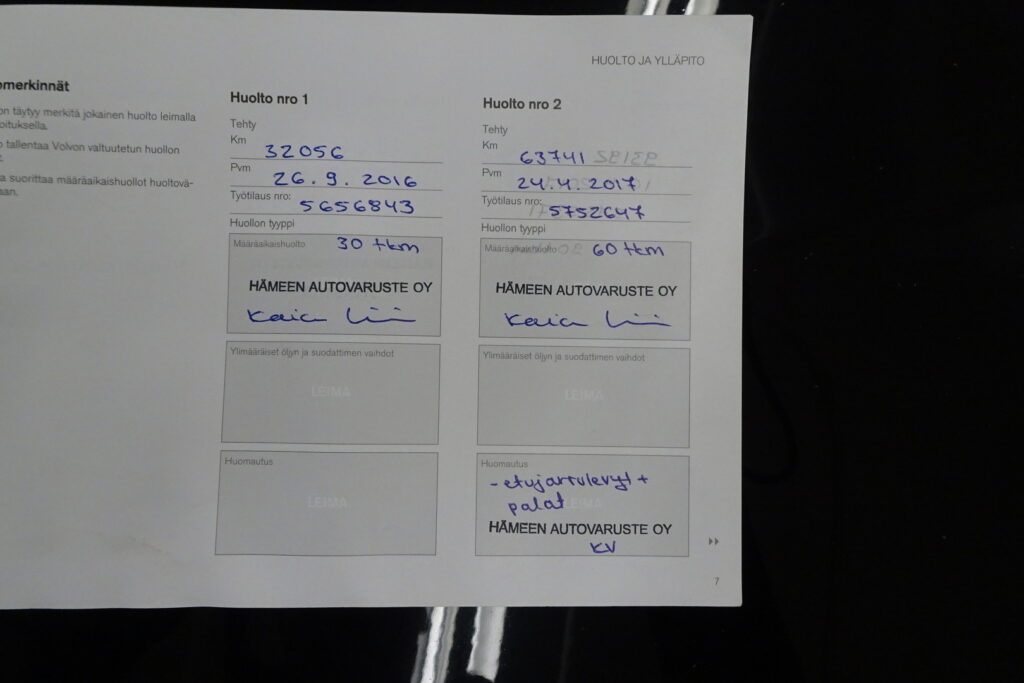 HUOLTO JA YLLÄPITO
omerkinnät
on täytyy merkitä jokainen huolto leimalla
oituksella.
o tallentaa Volvon valtuutetun huollon
a suorittaa määräaikaishuollot huoltovä-
aan.
Huolto nro 1
Tehty
Km 32056
Pvm 26.9.2016
Työtilaus nro: 5656843
Huollon tyyppi
Määräaikaishuolto 30 tkm
HÄMEEN AUTOVARUSTE OY
Ylimääräiset öljyn ja suodattimen vaihdot
LEIMA
Huomautus
LEIMA
Huolto nro 2
Tehty
Km 63741
Pvm 24.4.2017
Työtilaus nro: 5752647
Huollon tyyppi
Määräaikaishuolto 60 tkm
HÄMEEN AUTOVARUSTE OY
Ylimääräiset öljyn ja suodattimen vaihdot
LEIMA
Huomautus
- etujarrulevyt +
palat
LEIMA
HÄMEEN AUTOVARUSTE OY
KV
7